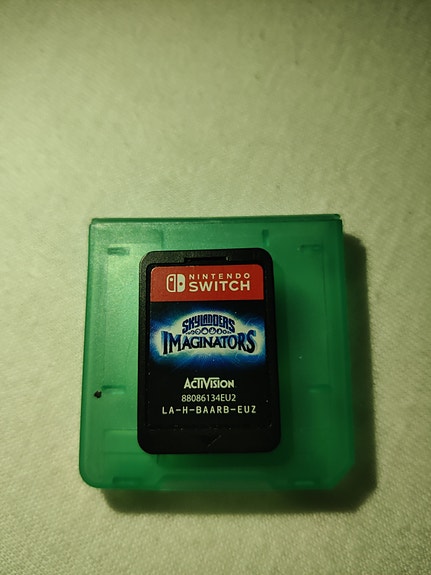 NINTENDO
SWITCH
SKYLANDERS
IMAGINATORS
ACTIVISION
88086134EU2
LA-H-BAARB-EUZ